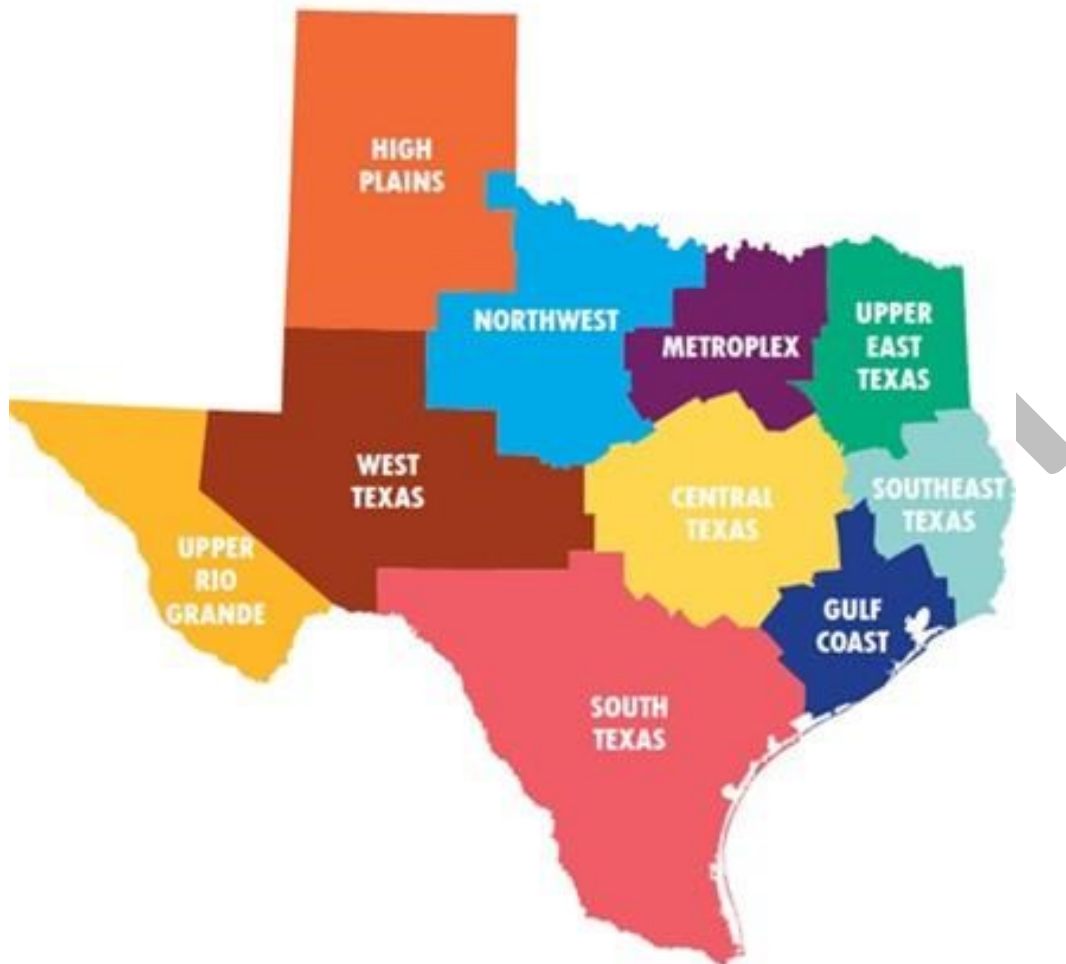 HIGH
PLAINS
NORTHWEST
METROPLEX
UPPER
EAST
TEXAS
WEST
TEXAS
CENTRAL
TEXAS
SOUTHEAST
TEXAS
UPPER
RIO
GRANDE
GULF
COAST
SOUTH
TEXAS